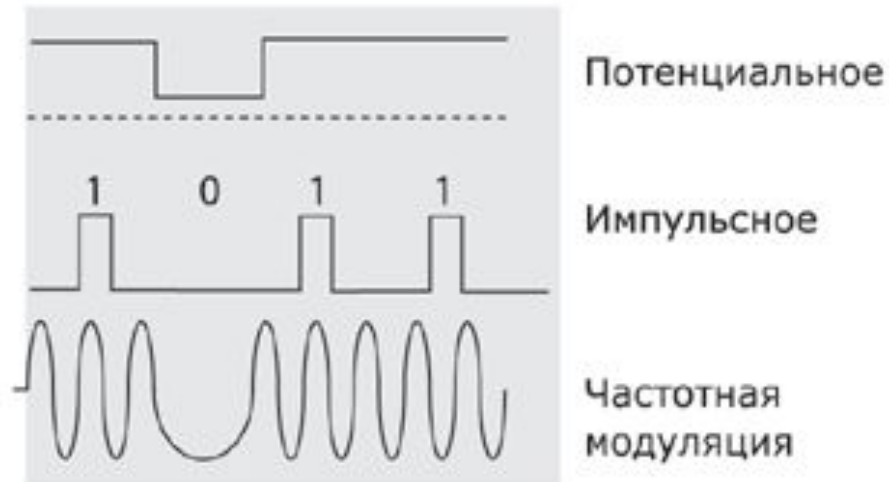 Потенциальное
1 0 1 1
Импульсное
Частотная
модуляция